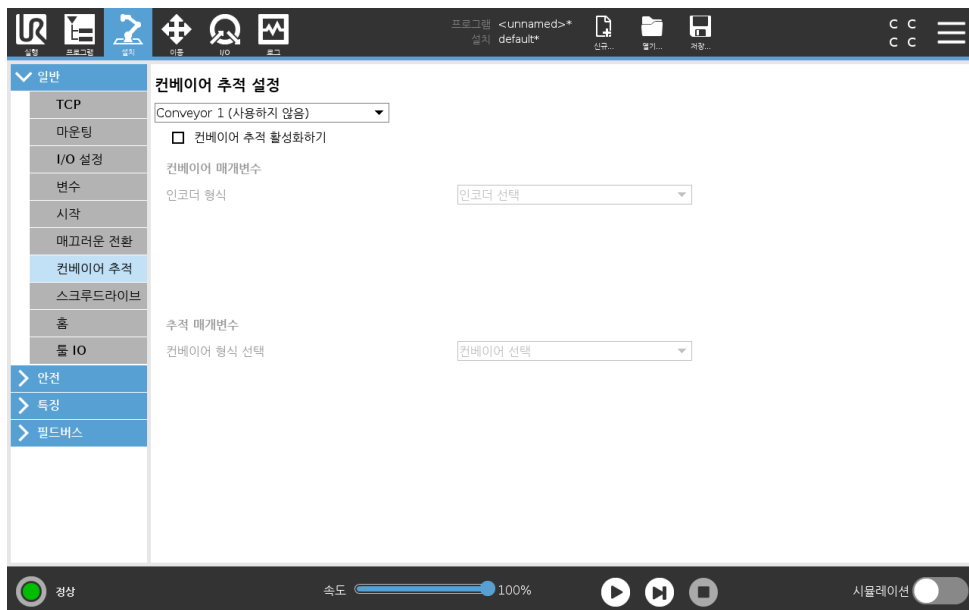 프로그램 <unnamed>*
설치 default*
실행 프로그램 설치 이동 I/O 로그 신규... 열기... 저장...
C C
C C
일반
TCP
마운팅
I/O 설정
변수
시작
매끄러운 전환
컨베이어 추적
스크루드라이브
홈
툴 IO
안전
특징
필드버스
컨베이어 추적 설정
Conveyor 1 (사용하지 않음)
컨베이어 추적 활성화하기
컨베이어 매개변수
인코더 형식 인코더 선택
추적 매개변수
컨베이어 형식 선택 컨베이어 선택
정상 속도 100% 시뮬레이션